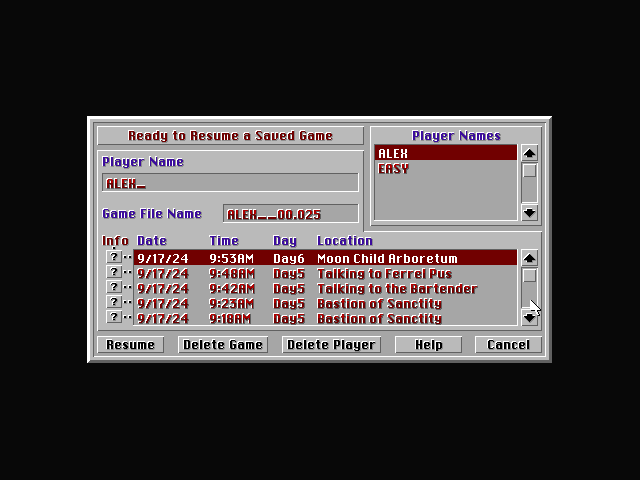 Ready to Resume a Saved Game
Player Names
Player Name
ALEX_
ALEX
EASY
Game File Name
ALEX__00.025
Info Date Time Day Location
? 9/17/24 9:53AM Day6 Moon Child Arboretum
? 9/17/24 9:48AM Day5 Talking to Ferrel Pus
? 9/17/24 9:42AM Day5 Talking to the Bartender
? 9/17/24 9:23AM Day5 Bastion of Sanctity
? 9/17/24 9:18AM Day5 Bastion of Sanctity
Resume Delete Game Delete Player Help Cancel